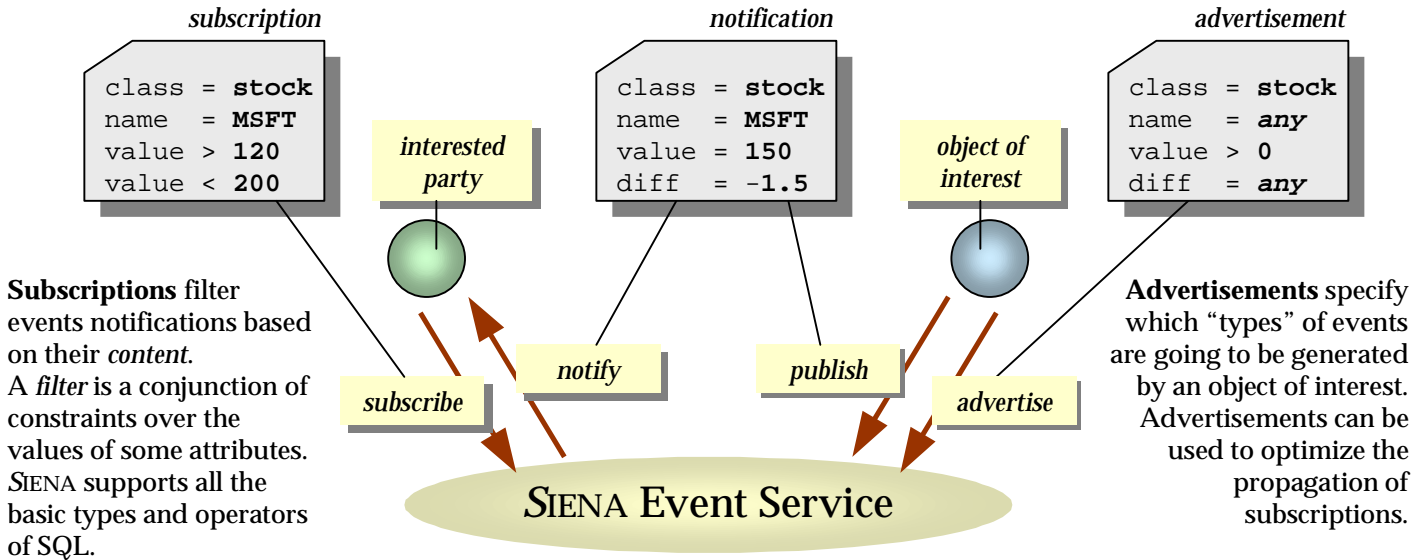 subscription
class = stock
name = MSFT
value > 120
value < 200
interested
party
notification
class = stock
name = MSFT
value = 150
diff = -1.5
object of
interest
advertisement
class = stock
name = any
value > 0
diff = any
Subscriptions filter
events notifications based
on their content.
A filter is a conjunction of
constraints over the
values of some attributes.
SIENA supports all the
basic types and operators
of SQL.
subscribe
notify
publish
advertise
Advertisements specify
which “types” of events
are going to be generated
by an object of interest.
Advertisements can be
used to optimize the
propagation of
subscriptions.
SIENA Event Service